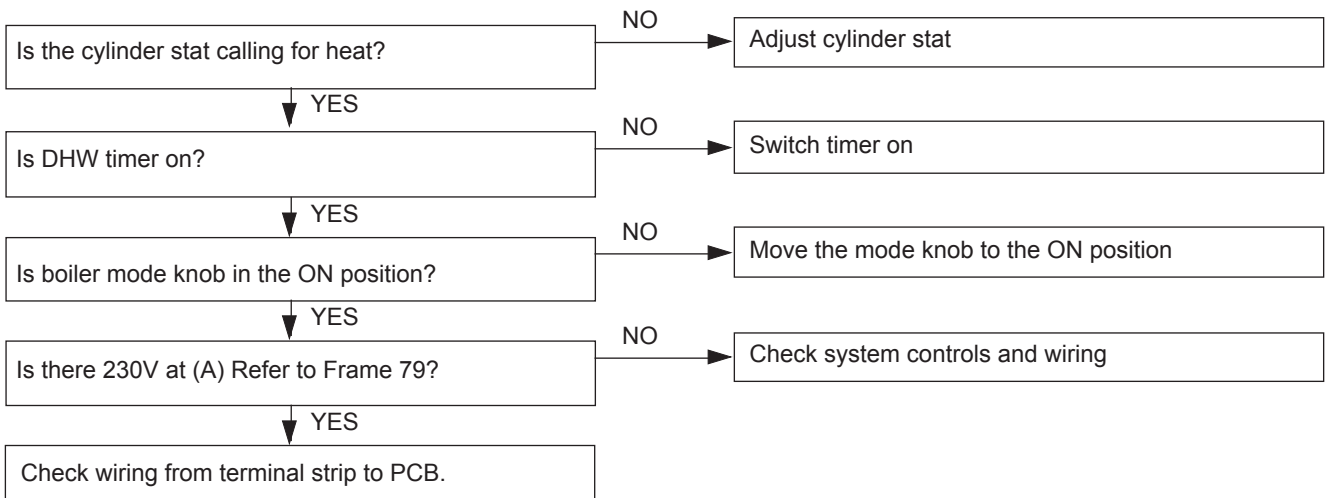 Is the cylinder stat calling for heat?
NO
Adjust cylinder stat
YES
Is DHW timer on?
NO
Switch timer on
YES
Is boiler mode knob in the ON position?
NO
Move the mode knob to the ON position
YES
Is there 230V at (A) Refer to Frame 79?
NO
Check system controls and wiring
YES
Check wiring from terminal strip to PCB.